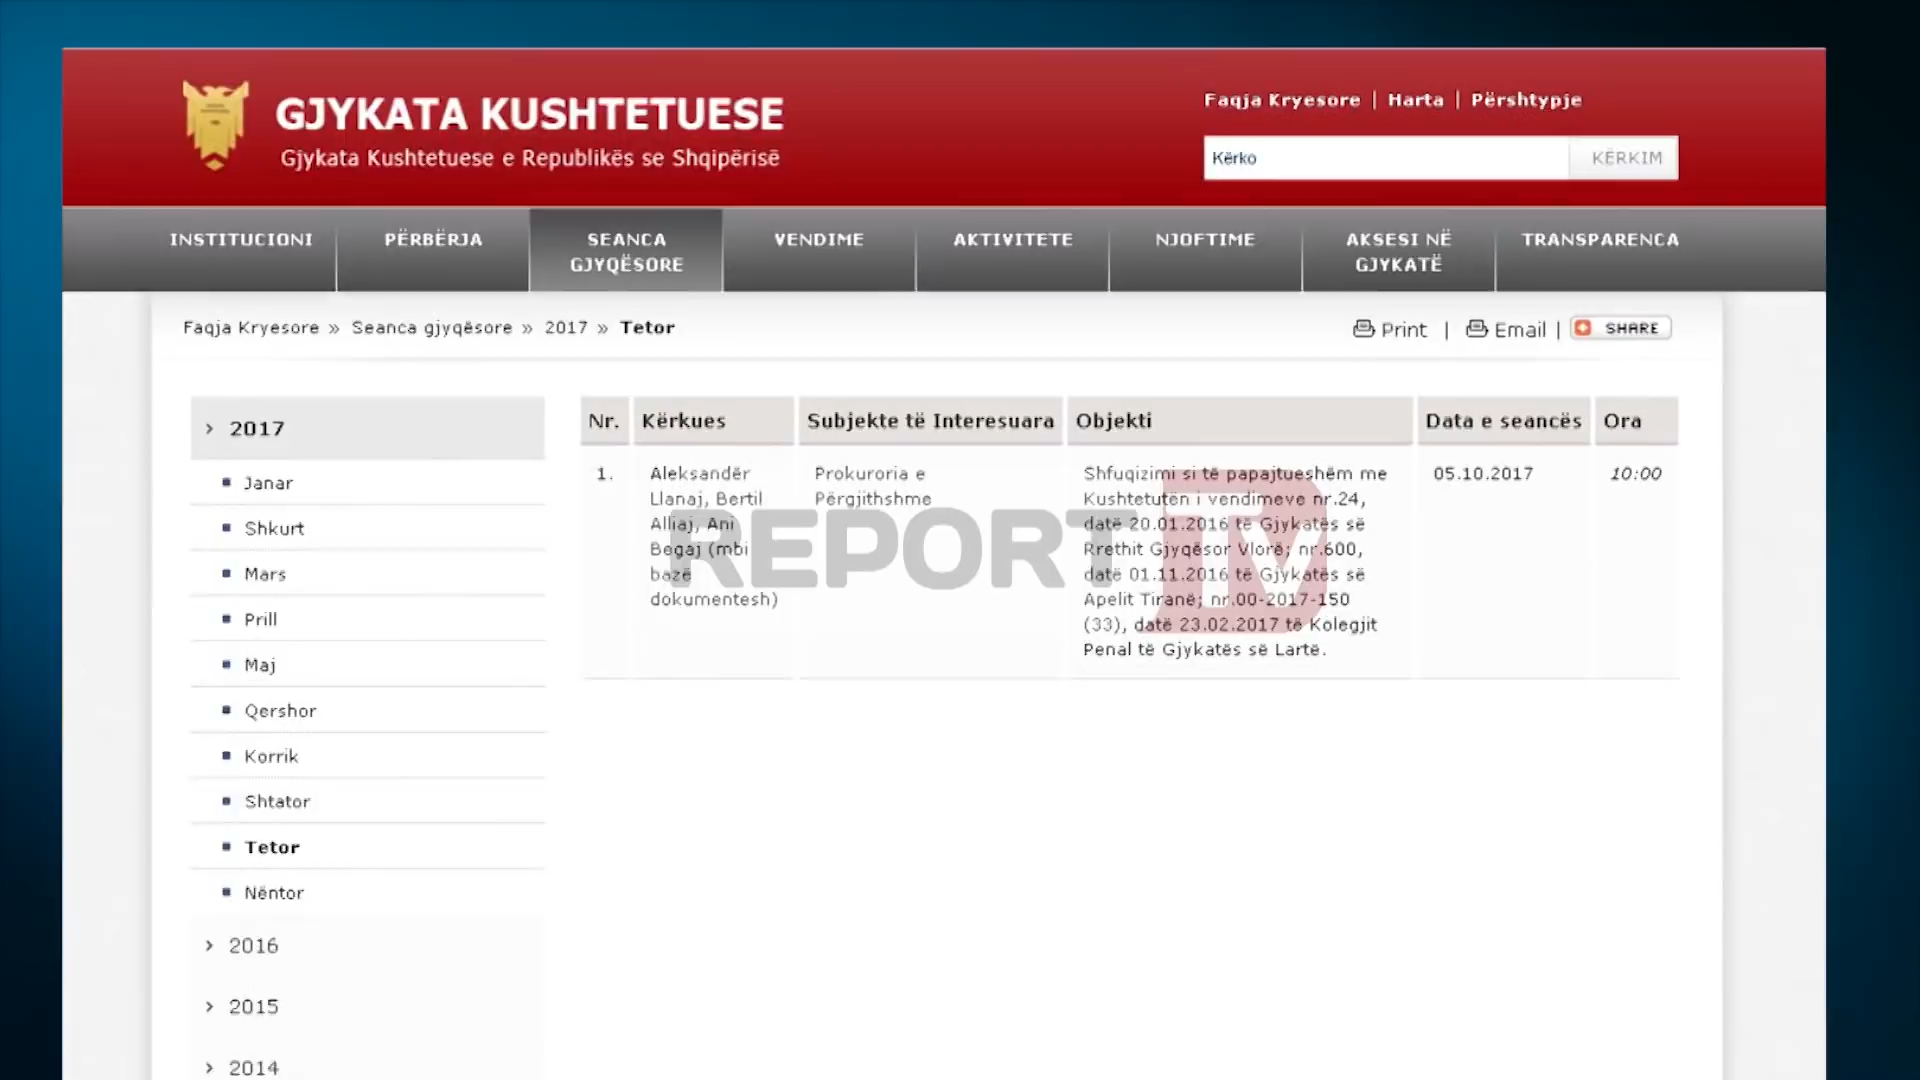 GJYKATA KUSHTETUESE
Gjykata Kushtetuese e Republikës se Shqipërisë
Faqja Kryesore | Harta | Përshtypje
Kërko
KËRKIM
INSTITUCIONI
PËRBËRJA
SEANCA
GJYQËSORE
VENDIME
AKTIVITETE
NJOFTIME
AKSESI NË
GJYKATË
TRANSPARENCA
Faqja Kryesore » Seanca gjyqësore » 2017 » Tetor
Print | Email | SHARE
2017
Janar
Shkurt
Mars
Prill
Maj
Qershor
Korrik
Shtator
Tetor
Nëntor
2016
2015
2014
Nr.
Kërkues
Subjekte të Interesuara
Objekti
Data e seancës
Ora
1.
Aleksandër
Llanaj, Bertil
Alliaj, Ani
Begaj (mbi
bazë
dokumentesh)
Prokuroria e
Përgjithshme
Shfuqizimi si të papajtueshëm me
Kushtetutën i vendimeve nr.24,
datë 20.01.2016 të Gjykatës së
Rrethit Gjyqësor Vlorë; nr.600,
datë 01.11.2016 të Gjykatës së
Apelit Tiranë; nr.00-2017-150
(33), datë 23.02.2017 të Kolegjit
Penal të Gjykatës së Lartë.
05.10.2017
10:00
REPORT TV